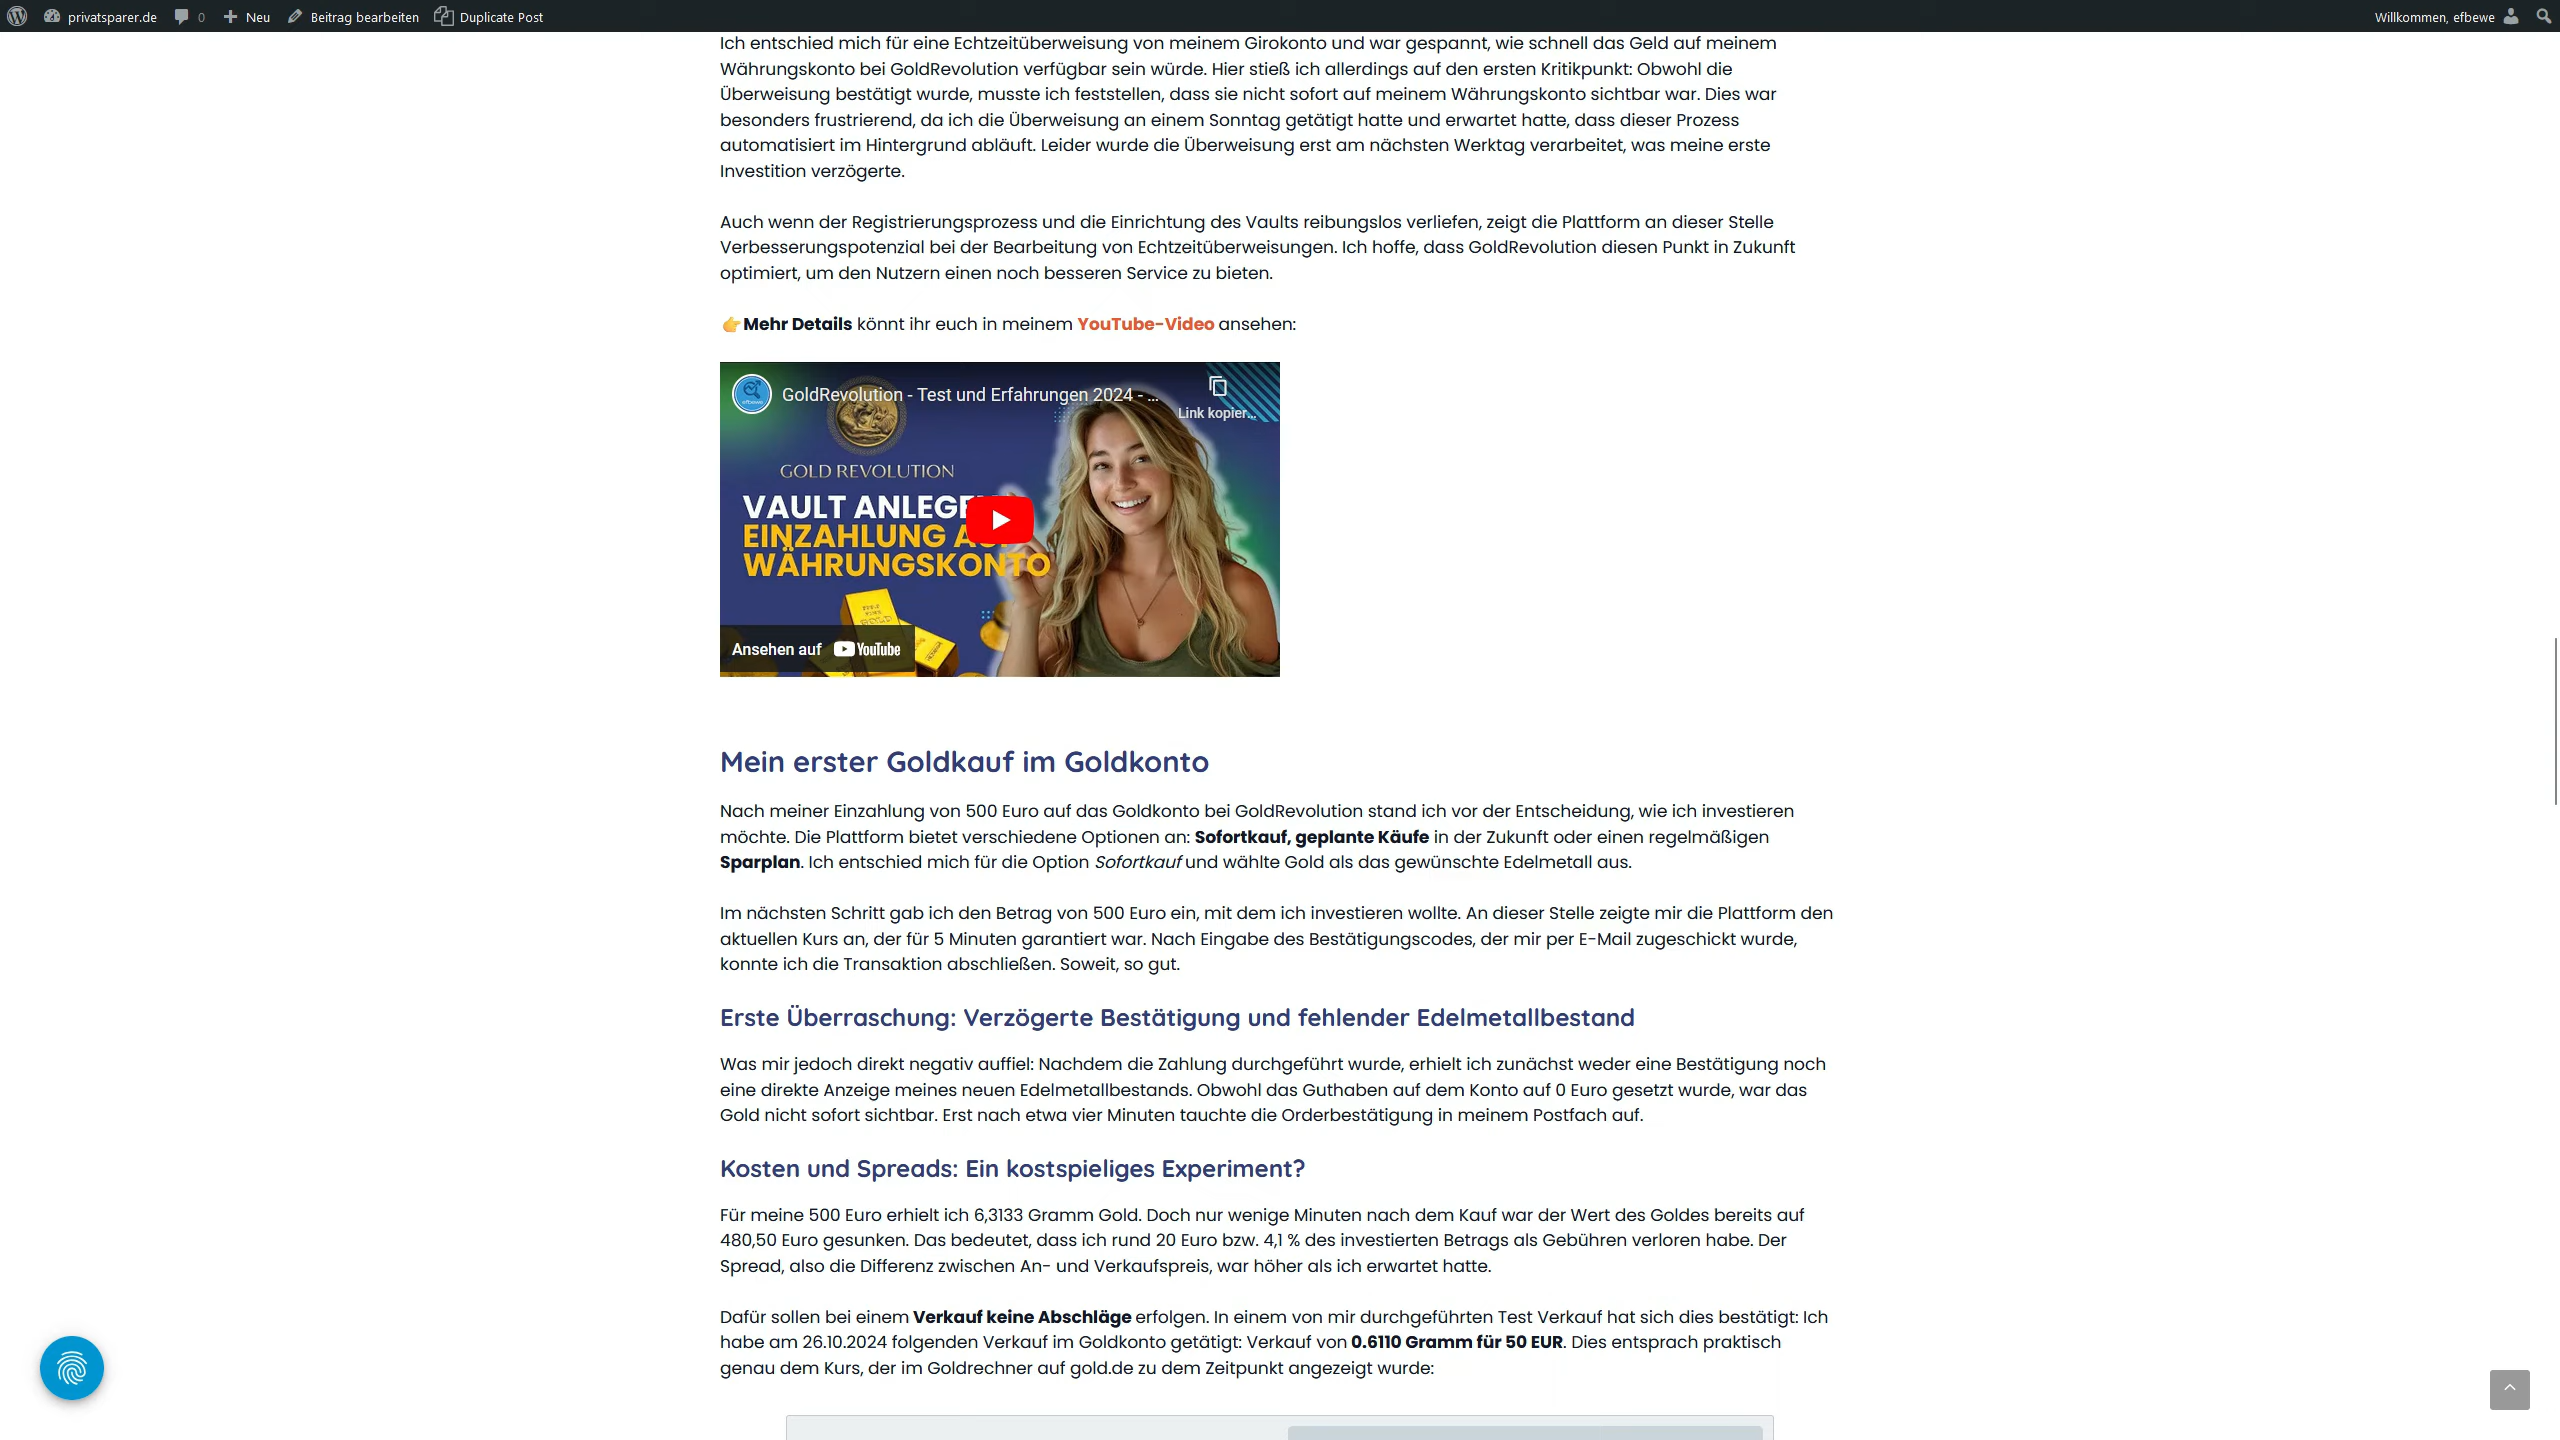 privatsparer.de 0 Neu Beitrag bearbeiten Duplicate Post Willkommen, efbewe
Ich entschied mich für eine Echtzeitüberweisung von meinem Girokonto und war gespannt, wie schnell das Geld auf meinem
Währungskonto bei GoldRevolution verfügbar sein würde. Hier stieß ich allerdings auf den ersten Kritikpunkt: Obwohl die
Überweisung bestätigt wurde, musste ich feststellen, dass sie nicht sofort auf meinem Währungskonto sichtbar war. Dies war
besonders frustrierend, da ich die Überweisung an einem Sonntag getätigt hatte und erwartet hatte, dass dieser Prozess
automatisiert im Hintergrund abläuft. Leider wurde die Überweisung erst am nächsten Werktag verarbeitet, was meine erste
Investition verzögerte.
Auch wenn der Registrierungsprozess und die Einrichtung des Vaults reibungslos verliefen, zeigt die Plattform an dieser Stelle
Verbesserungspotenzial bei der Bearbeitung von Echtzeitüberweisungen. Ich hoffe, dass GoldRevolution diesen Punkt in Zukunft
optimiert, um den Nutzern einen noch besseren Service zu bieten.
👉Mehr Details könnt ihr euch in meinem YouTube-Video ansehen:
GoldRevolution - Test und Erfahrungen 2024 - ...
Link kopier...
GOLD REVOLUTION
VAULT ANLEGE
EINZAHLUNG A
WÄHRUNGSKONTO
Ansehen auf YouTube
Mein erster Goldkauf im Goldkonto
Nach meiner Einzahlung von 500 Euro auf das Goldkonto bei GoldRevolution stand ich vor der Entscheidung, wie ich investieren
möchte. Die Plattform bietet verschiedene Optionen an: Sofortkauf, geplante Käufe in der Zukunft oder einen regelmäßigen
Sparplan. Ich entschied mich für die Option Sofortkauf und wählte Gold als das gewünschte Edelmetall aus.
Im nächsten Schritt gab ich den Betrag von 500 Euro ein, mit dem ich investieren wollte. An dieser Stelle zeigte mir die Plattform den
aktuellen Kurs an, der für 5 Minuten garantiert war. Nach Eingabe des Bestätigungscodes, der mir per E-Mail zugeschickt wurde,
konnte ich die Transaktion abschließen. Soweit, so gut.
Erste Überraschung: Verzögerte Bestätigung und fehlender Edelmetallbestand
Was mir jedoch direkt negativ auffiel: Nachdem die Zahlung durchgeführt wurde, erhielt ich zunächst weder eine Bestätigung noch
eine direkte Anzeige meines neuen Edelmetallbestands. Obwohl das Guthaben auf dem Konto auf 0 Euro gesetzt wurde, war das
Gold nicht sofort sichtbar. Erst nach etwa vier Minuten tauchte die Orderbestätigung in meinem Postfach auf.
Kosten und Spreads: Ein kostspieliges Experiment?
Für meine 500 Euro erhielt ich 6,3133 Gramm Gold. Doch nur wenige Minuten nach dem Kauf war der Wert des Goldes bereits auf
480,50 Euro gesunken. Das bedeutet, dass ich rund 20 Euro bzw. 4,1 % des investierten Betrags als Gebühren verloren habe. Der
Spread, also die Differenz zwischen An- und Verkaufspreis, war höher als ich erwartet hatte.
Dafür sollen bei einem Verkauf keine Abschläge erfolgen. In einem von mir durchgeführten Test Verkauf hat sich dies bestätigt: Ich
habe am 26.10.2024 folgenden Verkauf im Goldkonto getätigt: Verkauf von 0.6110 Gramm für 50 EUR. Dies entsprach praktisch
genau dem Kurs, der im Goldrechner auf gold.de zu dem Zeitpunkt angezeigt wurde: